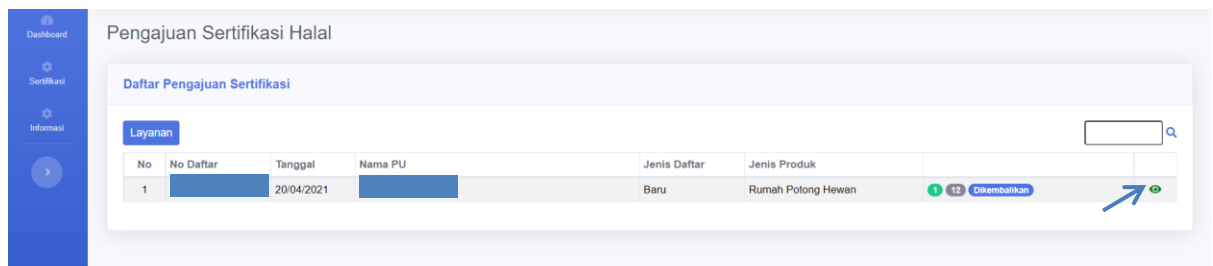 Dashboard
Sertifikasi
Informasi
Pengajuan Sertifikasi Halal
Daftar Pengajuan Sertifikasi
Layanan
No No Daftar Tanggal Nama PU Jenis Daftar Jenis Produk
1 20/04/2021 Baru Rumah Potong Hewan 1 12 Dikembalikan